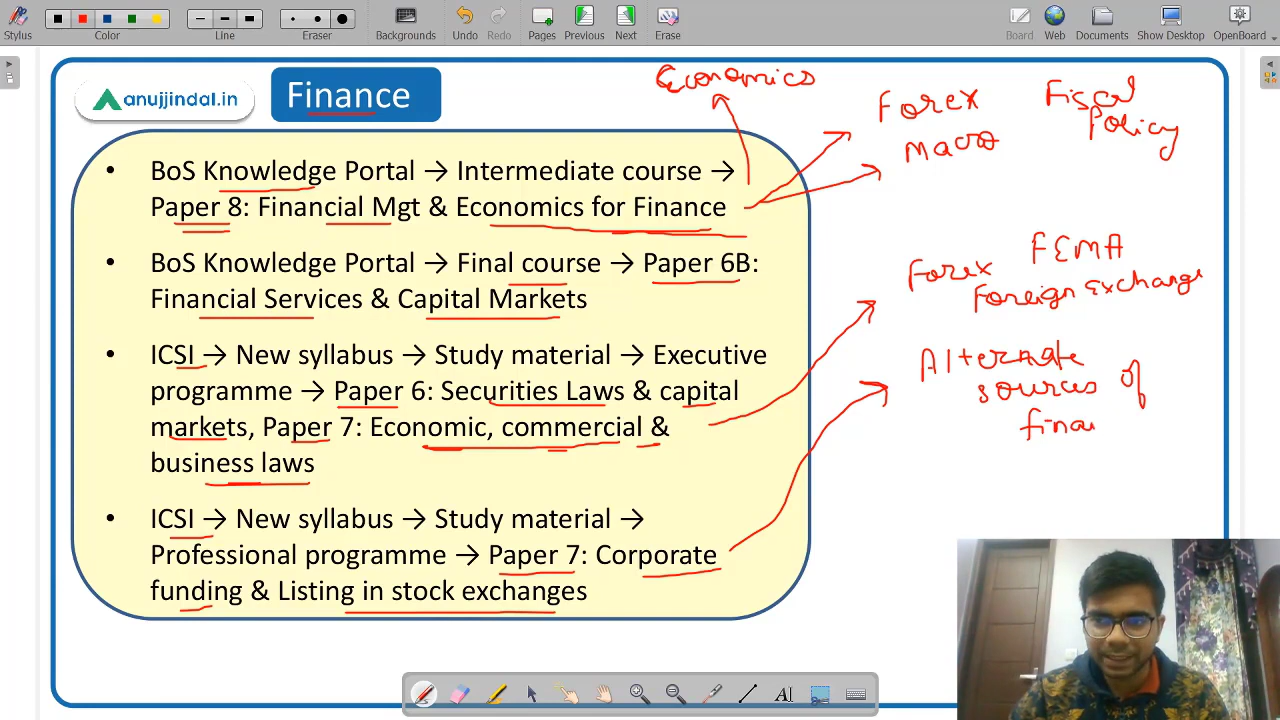 Stylus
Color
Line
Eraser
Backgrounds
Undo
Redo
Pages
Previous
Next
Erase
Board
Web
Documents
Show Desktop
OpenBoard
anujjindal.in
Finance
Economics
Forex
macro
Fiscal
Policy
• BoS Knowledge Portal → Intermediate course →
Paper 8: Financial Mgt & Economics for Finance
• BoS Knowledge Portal → Final course → Paper 6B:
Financial Services & Capital Markets
Forex FEMA
Foreign Exchange
• ICSI → New syllabus → Study material → Executive
programme → Paper 6: Securities Laws & capital
markets, Paper 7: Economic, commercial &
business laws
Alternate
sources of
finan
• ICSI → New syllabus → Study material →
Professional programme → Paper 7: Corporate
funding & Listing in stock exchanges